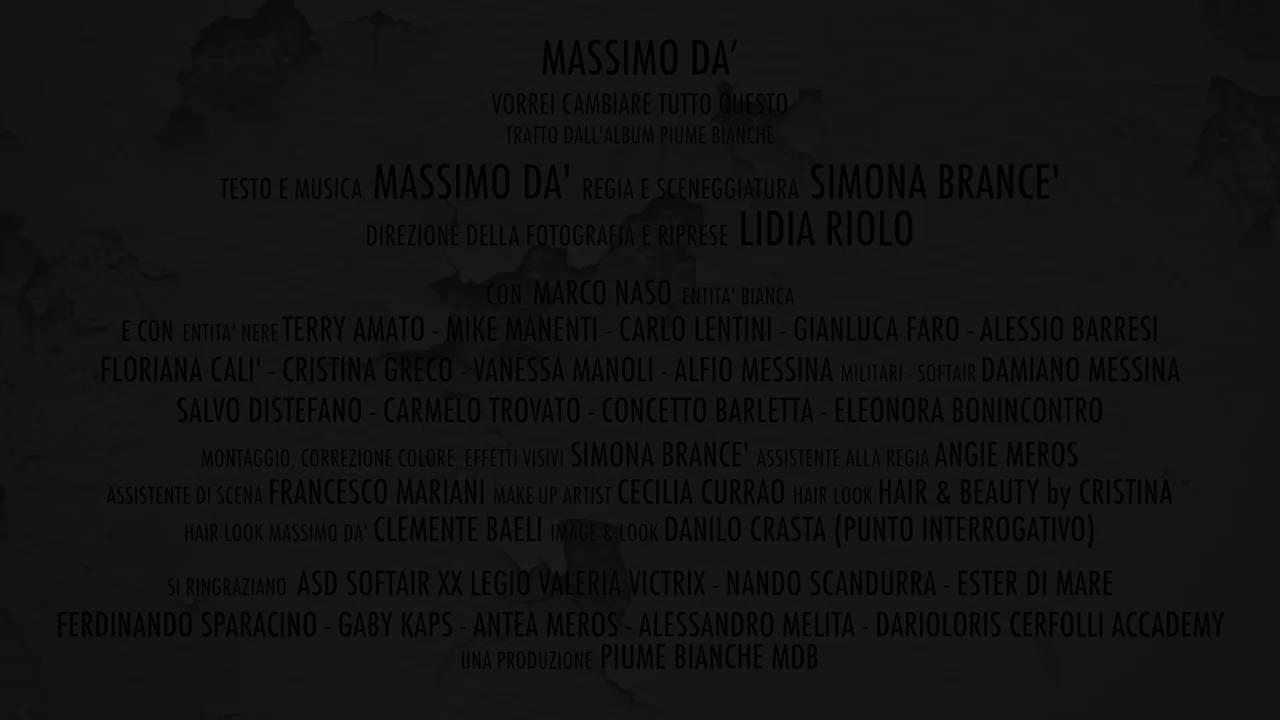 MASSIMO DA’
VORREI CAMBIARE TUTTO QUESTO
TRATTO DALL'ALBUM PIUME BIANCHE
TESTO E MUSICA MASSIMO DA' REGIA E SCENEGGIATURA SIMONA BRANCE'
DIREZIONE DELLA FOTOGRAFIA E RIPRESE LIDIA RIOLO
CON MARCO NASO ENTITA' BIANCA
E CON ENTITA' NERE TERRY AMATO - MIKE MANENTI - CARLO LENTINI - GIANLUCA FARO - ALESSIO BARRESI
FLORIANA CALI' - CRISTINA GRECO - VANESSA MANOLI - ALFIO MESSINA MILITARI - SOFTAIR DAMIANO MESSINA
SALVO DISTEFANO - CARMELO TROVATO - CONCETTO BARLETTA - ELEONORA BONINCONTRO
MONTAGGIO, CORREZIONE COLORE, EFFETTI VISIVI SIMONA BRANCE' ASSISTENTE ALLA REGIA ANGIE MEROS
ASSISTENTE DI SCENA FRANCESCO MARIANI MAKE UP ARTIST CECILIA CURRAO HAIR LOOK HAIR & BEAUTY by CRISTINA
HAIR LOOK MASSIMO DA' CLEMENTE BAELI IMAGE & LOOK DANILO CRASTA (PUNTO INTERROGATIVO)
SI RINGRAZIANO ASD SOFTAIR XX LEGIO VALERIA VICTRIX - NANDO SCANDURRA - ESTER DI MARE
FERDINANDO SPARACINO - GABY KAPS - ANTEA MEROS - ALESSANDRO MELITA - DARIOLORIS CERFOLLI ACCADEMY
UNA PRODUZIONE PIUME BIANCHE MDB